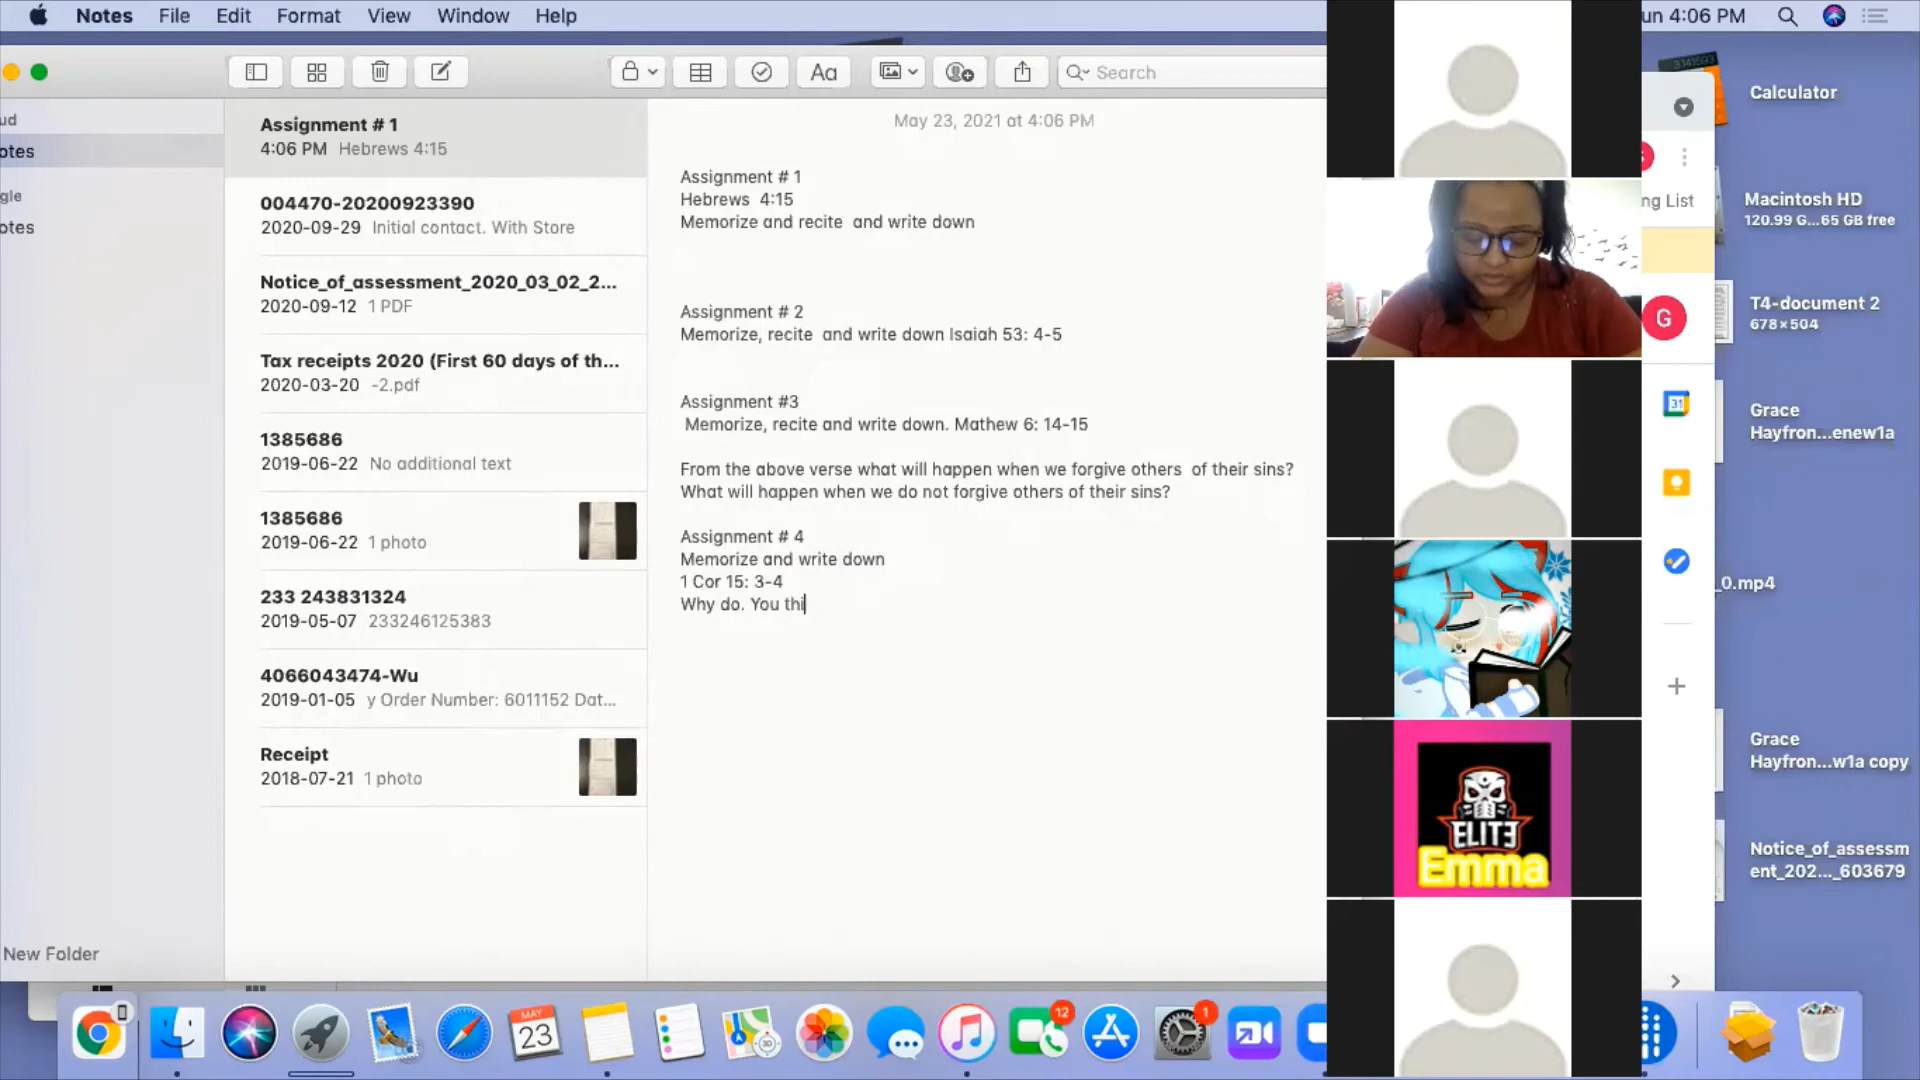 Notes File Edit Format View Window Help
un 4:06 PM
Search
ud
otes
gle
otes
New Folder
Assignment # 1
4:06 PM Hebrews 4:15
004470-20200923390
2020-09-29 Initial contact. With Store
Notice_of_assessment_2020_03_02_2...
2020-09-12 1 PDF
Tax receipts 2020 (First 60 days of th...
2020-03-20 -2.pdf
1385686
2019-06-22 No additional text
1385686
2019-06-22 1 photo
233 243831324
2019-05-07 233246125383
4066043474-Wu
2019-01-05 y Order Number: 6011152 Dat...
Receipt
2018-07-21 1 photo
May 23, 2021 at 4:06 PM
Assignment # 1
Hebrews 4:15
Memorize and recite and write down
Assignment # 2
Memorize, recite and write down Isaiah 53: 4-5
Assignment #3
Memorize, recite and write down. Mathew 6: 14-15
From the above verse what will happen when we forgive others of their sins?
What will happen when we do not forgive others of their sins?
Assignment # 4
Memorize and write down
1 Cor 15: 3-4
Why do. You thi
ELIT3
Emma
ng List
G
31
Calculator
Macintosh HD
120.99 G...65 GB free
T4-document 2
678×504
Grace
Hayfron...enew1a
_0.mp4
Grace
Hayfron...w1a copy
Notice_of_assessm
ent_202..._603679
MAY
23
3D
12
1